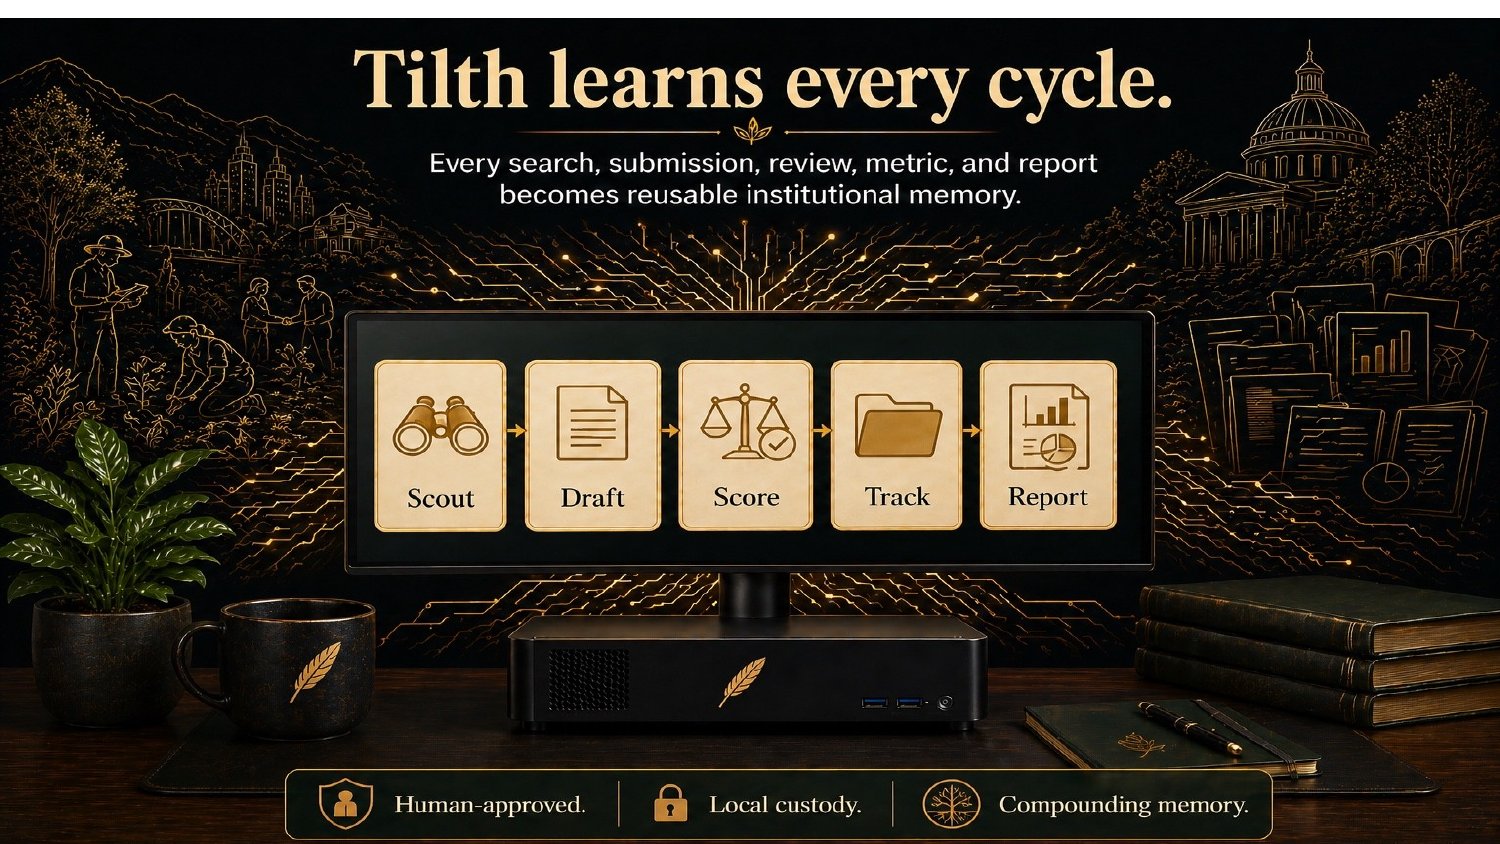 Tilth learns every cycle.
Every search, submission, review, metric, and report
becomes reusable institutional memory.
Scout
Draft
Score
Track
Report
Human-approved.
Local custody.
Compounding memory.